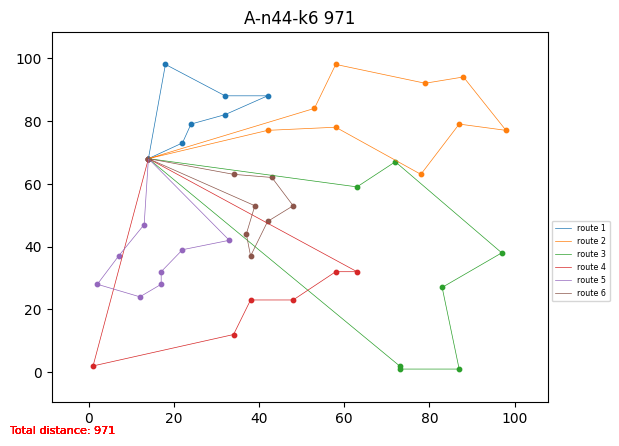 A-n44-k6 971
100
80
60
40
20
0
0 20 40 60 80 100
route 1
route 2
route 3
route 4
route 5
route 6
Total distance: 971